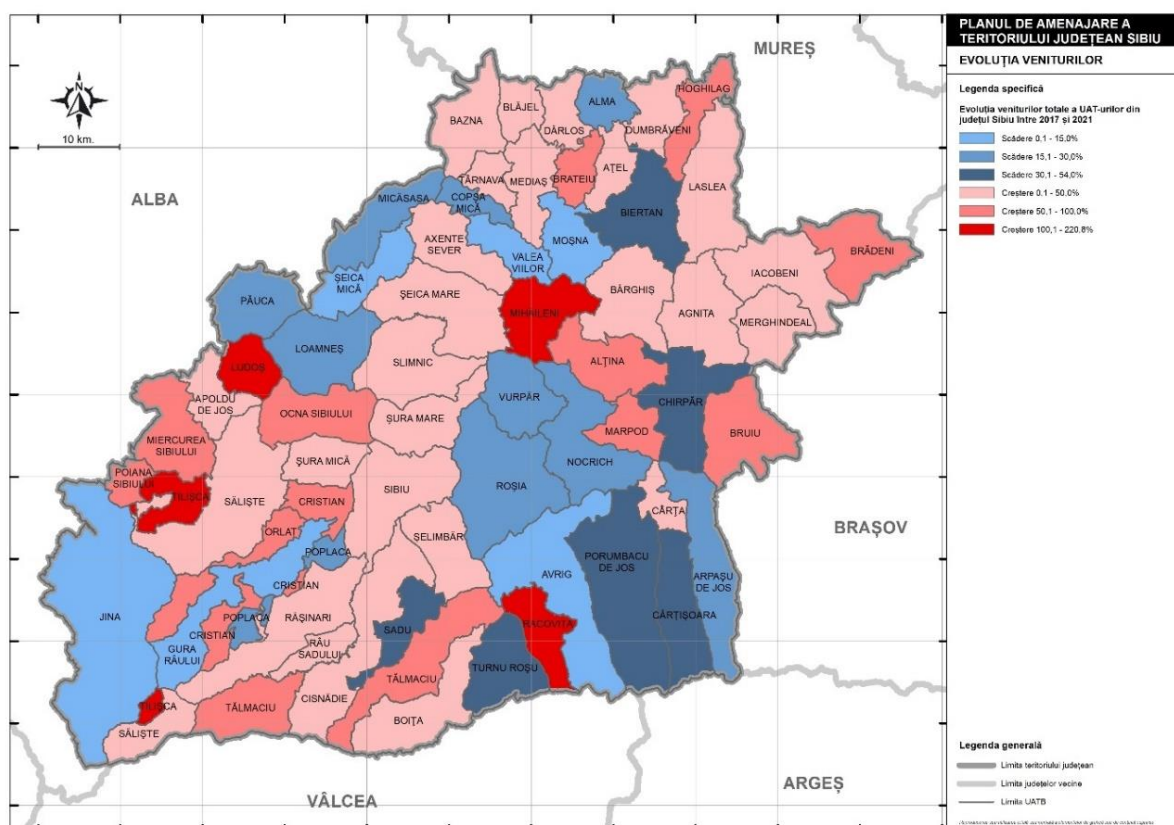 PLANUL DE AMENAJARE A
TERITORIULUI JUDEȚEAN SIBIU
EVOLUȚIA VENITURILOR
Legenda specifică
Evoluția veniturilor totale a UAT-urilor din
județul Sibiu între 2017 și 2021
Scădere 0,1 - 15,0%
Scădere 15,1 - 30,0%
Scădere 30,1 - 54,0%
Creștere 0,1 - 50,0%
Creștere 50,1 - 100,0%
Creștere 100,1 - 220,8%
N
10 km.
MUREȘ
ALBA
BRAȘOV
ARGEȘ
VÂLCEA
HOGHILAG
BLĂJEL
ALMA
BAZNA
DÂRLOS
DUMBRĂVENI
TÂRNAVA
MEDIAȘ
BRATEIU
AȚEL
LASLEA
MICĂSASA
COPȘA
MICĂ
BIERTAN
AXENTE
SEVER
VALEA
VIILOR
MOȘNA
BRĂDENI
ȘEICA
MICĂ
IACOBENI
PĂUCA
ȘEICA MARE
BÂRGHIȘ
MIHAILENI
AGNITA
MERGHINDEAL
LOAMNEȘ
LUDOȘ
SLIMNIC
ALȚINA
APOLDU
DE JOS
VURPĂR
CHIRPĂR
OCNA SIBIULUI
ȘURA MARE
MARPOD
BRUIU
MIERCUREA
SIBIULUI
ȘURA MICĂ
NOCRICH
POIANA
SIBIULUI
TILIȘCA
SĂLIȘTE
CRISTIAN
SIBIU
ROȘIA
CÂRȚA
ORLAT
ȘELIMBĂR
POPLACA
PORUMBACU
DE JOS
AVRIG
ARPAȘU
DE JOS
CRISTIAN
JINA
POPLACA
RĂȘINARI
CÂRȚIȘOARA
CRISTIAN
SADU
RACOVITA
GURA
RÂULUI
RÂU
SADULUI
TURNU ROȘU
TĂLMACIU
CISNĂDIE
TILIȘCA
TĂLMACIU
BOIȚA
SĂLIȘTE
Legenda generală
Limita teritoriului județean
Limita județelor vecine
Limita UATB